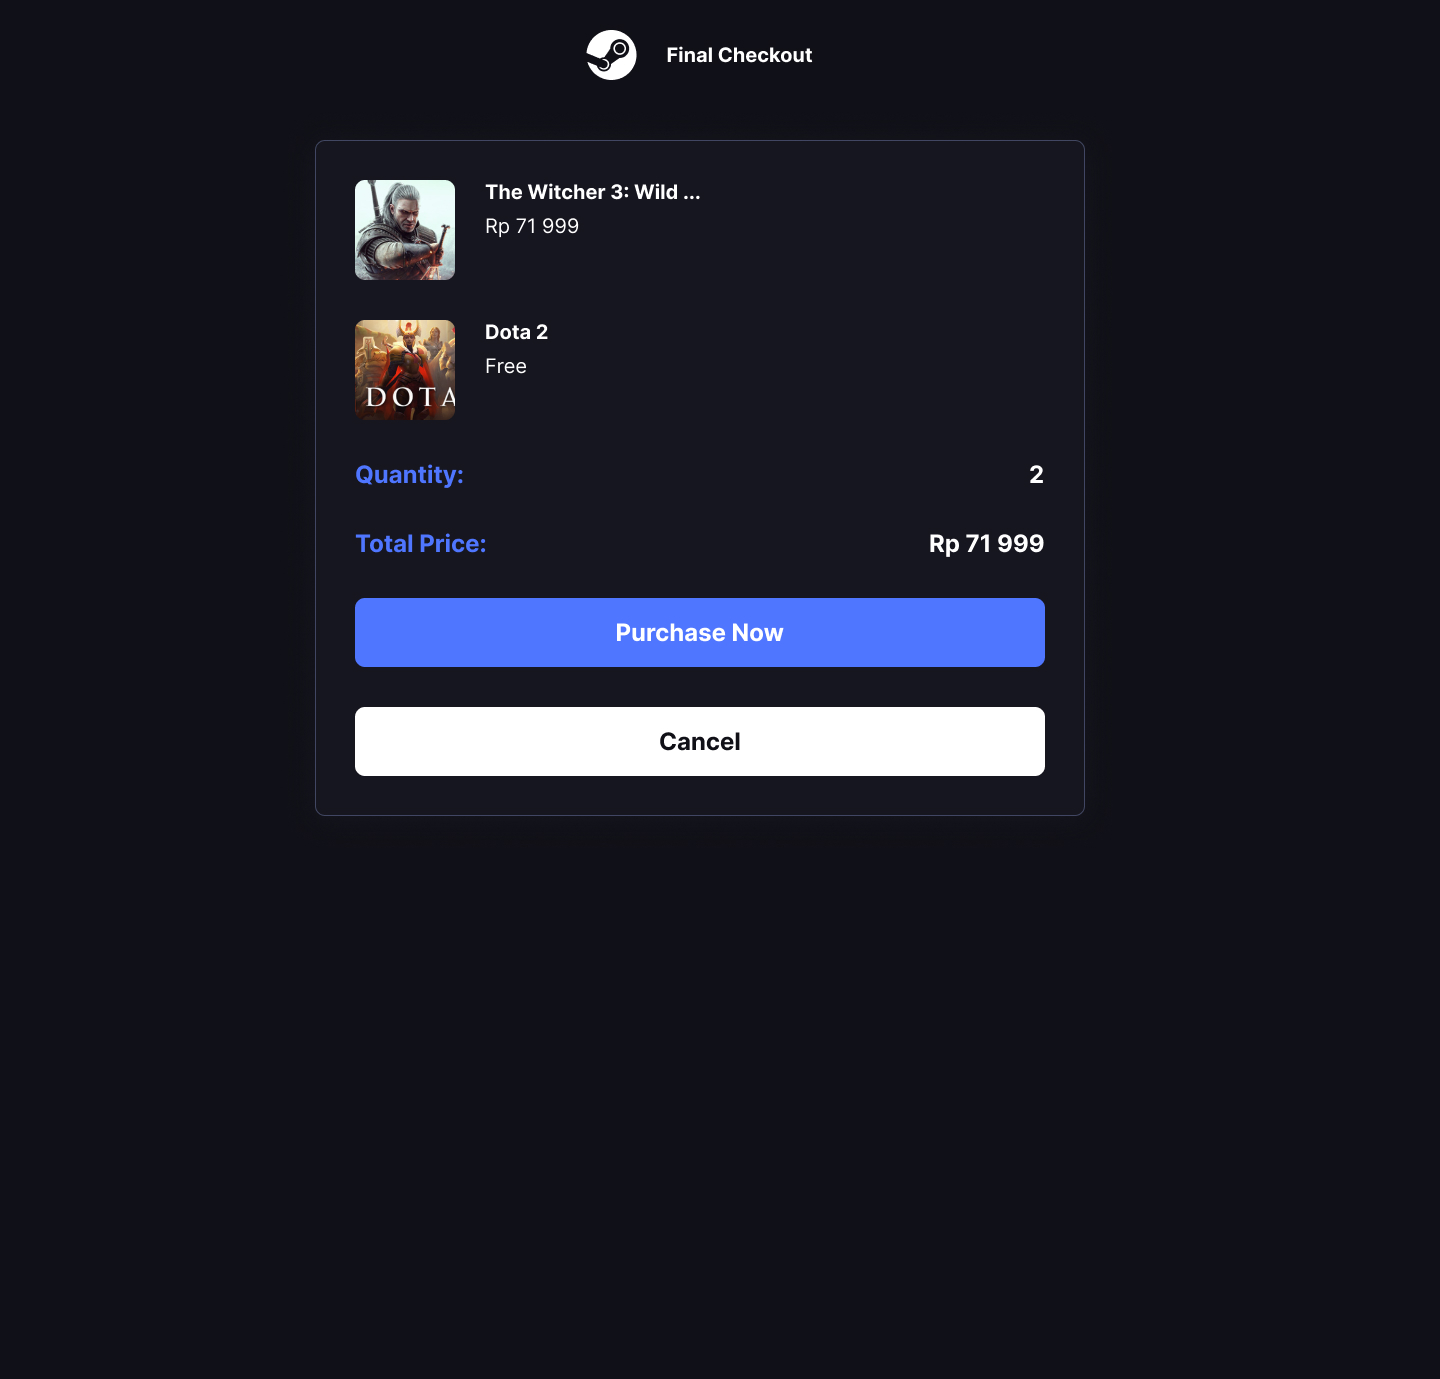 Final Checkout
The Witcher 3: Wild ...
Rp 71 999
DOTA
Dota 2
Free
Quantity:
2
Total Price:
Rp 71 999
Purchase Now
Cancel